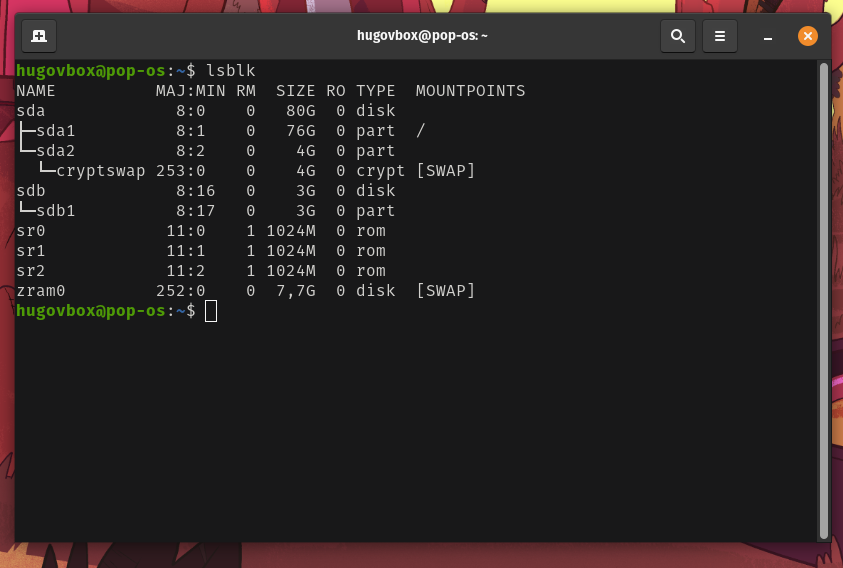 hugovbox@pop-os: ~
hugovbox@pop-os:~$ lsblk
NAME          MAJ:MIN RM  SIZE RO TYPE  MOUNTPOINTS
sda             8:0    0   80G  0 disk
├─sda1          8:1    0   76G  0 part  /
└─sda2          8:2    0    4G  0 part
  └─cryptswap 253:0    0    4G  0 crypt [SWAP]
sdb             8:16   0    3G  0 disk
└─sdb1          8:17   0    3G  0 part
sr0            11:0    1 1024M  0 rom
sr1            11:1    1 1024M  0 rom
sr2            11:2    1 1024M  0 rom
zram0         252:0    0  7,7G  0 disk  [SWAP]
hugovbox@pop-os:~$